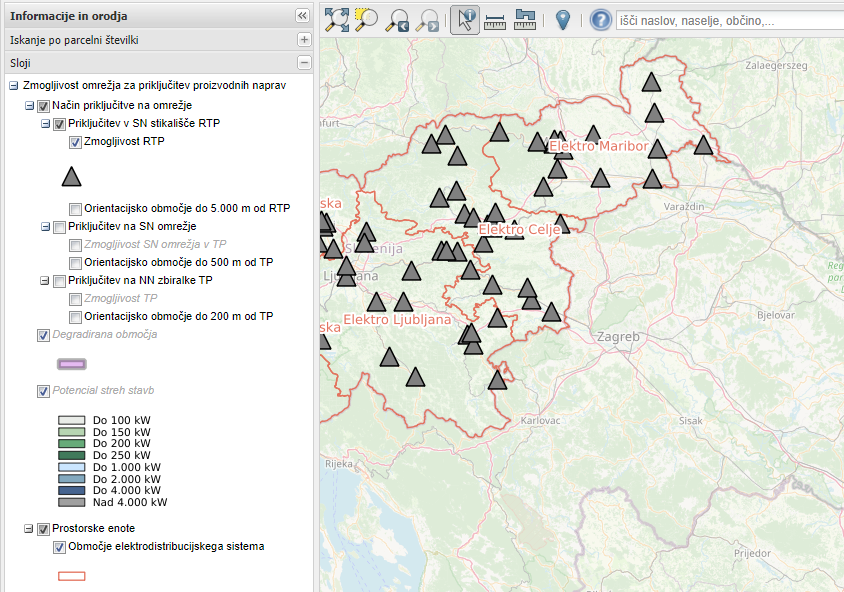 Informacije in orodja
Iskanje po parcelni številki
Sloji
Zmogljivost omrežja za priključitev proizvodnih naprav
Način priključitve na omrežje
Priključitev v SN stikališče RTP
Zmogljivost RTP
Orientacijsko območje do 5.000 m od RTP
Priključitev na SN omrežje
Zmogljivost SN omrežja v TP
Orientacijsko območje do 500 m od TP
Priključitev na NN zbiralke TP
Zmogljivost TP
Orientacijsko območje do 200 m od TP
Degradirana območja
Potencial streh stavb
Do 100 kW
Do 150 kW
Do 200 kW
Do 250 kW
Do 1.000 kW
Do 2.000 kW
Do 4.000 kW
Nad 4.000 kW
Prostorske enote
Območje elektrodistribucijskega sistema
išči naslov, naselje, občino,...
Zalaegerszeg
nfurt
Elektro Maribor
ska
Varaždin
Elektro Celje
Bjelovar
Elektro Ljubljana
ska
Zagreb
Karlovac
Sisak
Rijeka
Prijedor